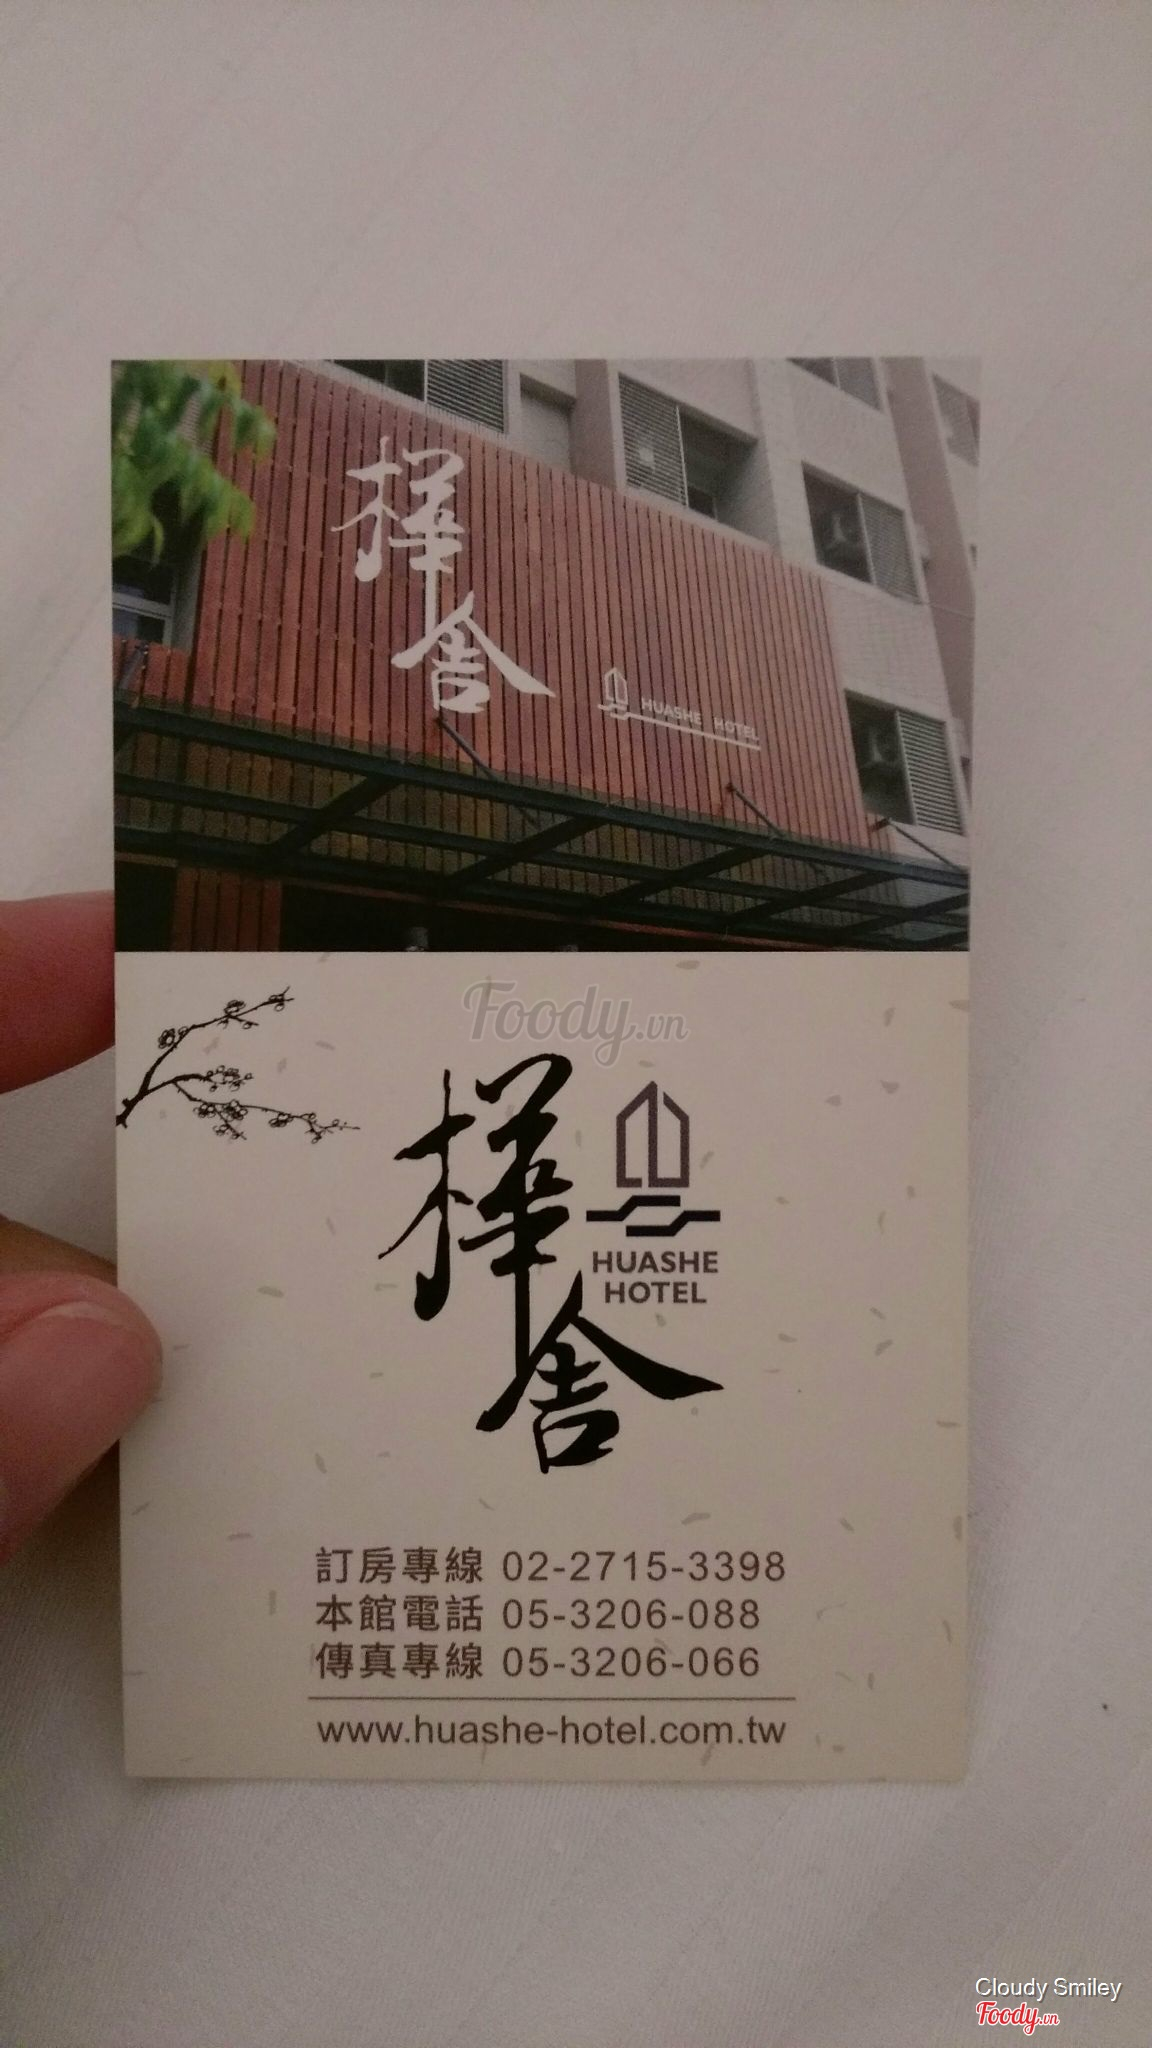 樺舍
HUASHE HOTEL
Foody.vn
樺舍
HUASHE
HOTEL
訂房專線 02-2715-3398
本館電話 05-3206-088
傳真專線 05-3206-066
www.huashe-hotel.com.tw
Cloudy Smiley
Foody.vn